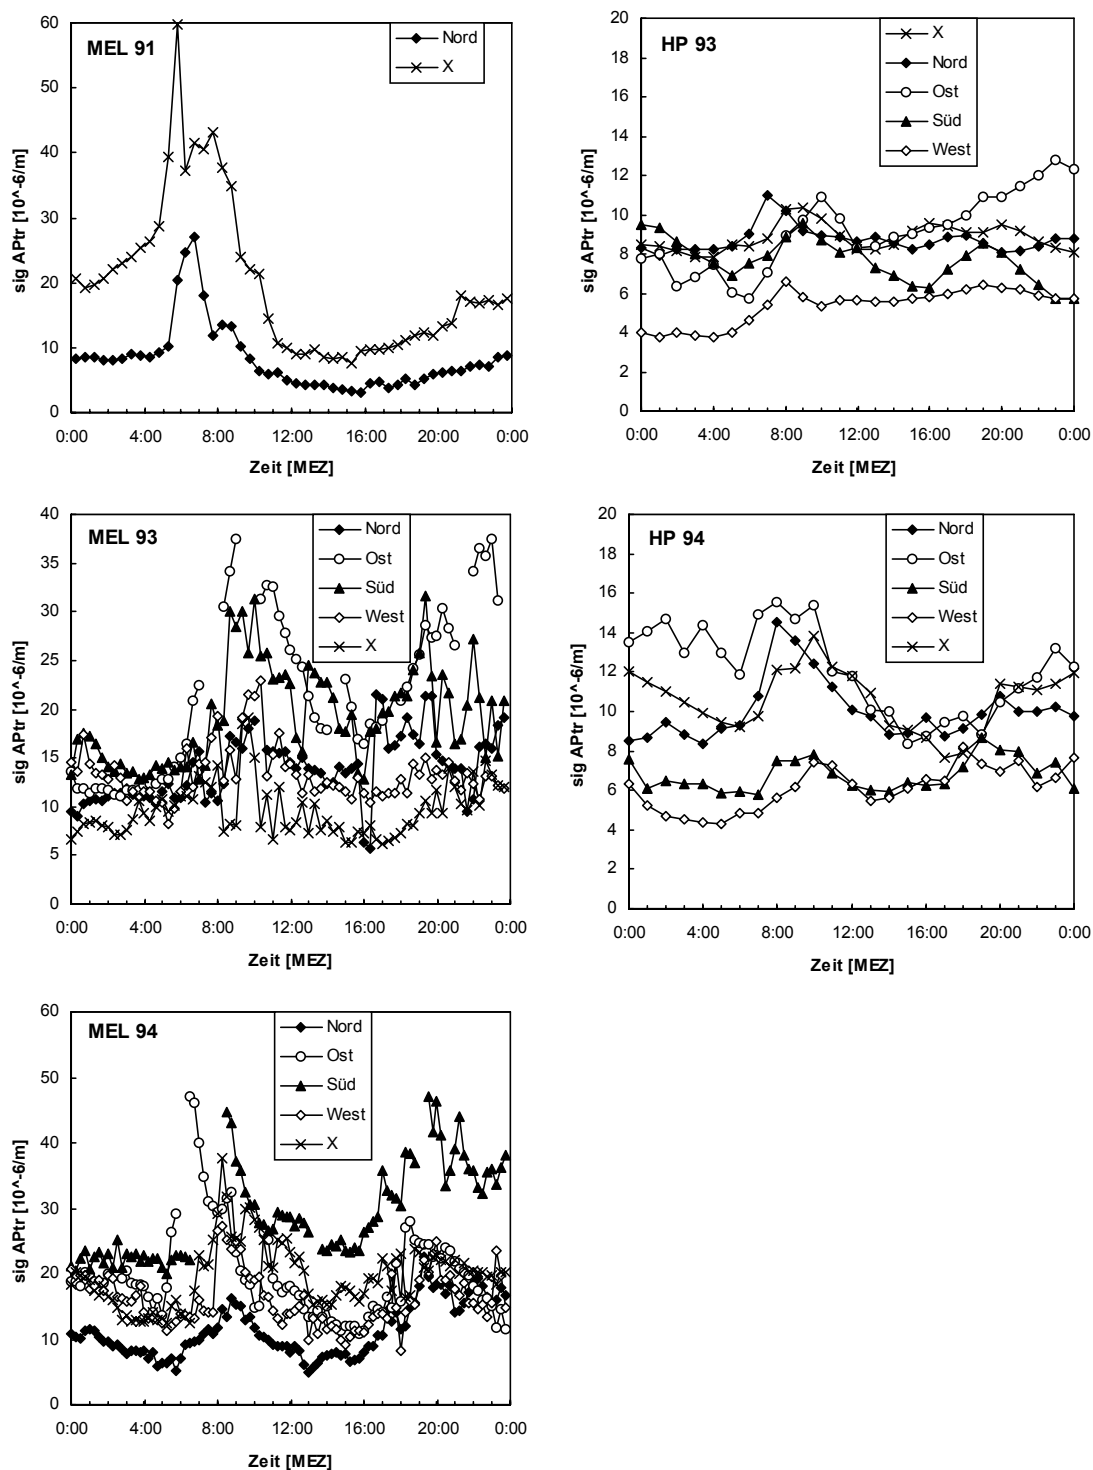 MEL 91
Nord
X
60
50
40
30
20
10
0
sig APtr [10^-6/m]
0:00 4:00 8:00 12:00 16:00 20:00 0:00
Zeit [MEZ]
HP 93
X
Nord
Ost
Süd
West
20
18
16
14
12
10
8
6
4
2
0
sig APtr [10^-6/m]
0:00 4:00 8:00 12:00 16:00 20:00 0:00
Zeit [MEZ]
MEL 93
Nord
Ost
Süd
West
X
40
35
30
25
20
15
10
5
0
sig APtr [10^-6/m]
0:00 4:00 8:00 12:00 16:00 20:00 0:00
Zeit [MEZ]
HP 94
Nord
Ost
Süd
West
X
20
18
16
14
12
10
8
6
4
2
0
sig APtr [10^-6/m]
0:00 4:00 8:00 12:00 16:00 20:00 0:00
Zeit [MEZ]
MEL 94
Nord
Ost
Süd
West
X
60
50
40
30
20
10
0
sig APtr [10^-6/m]
0:00 4:00 8:00 12:00 16:00 20:00 0:00
Zeit [MEZ]